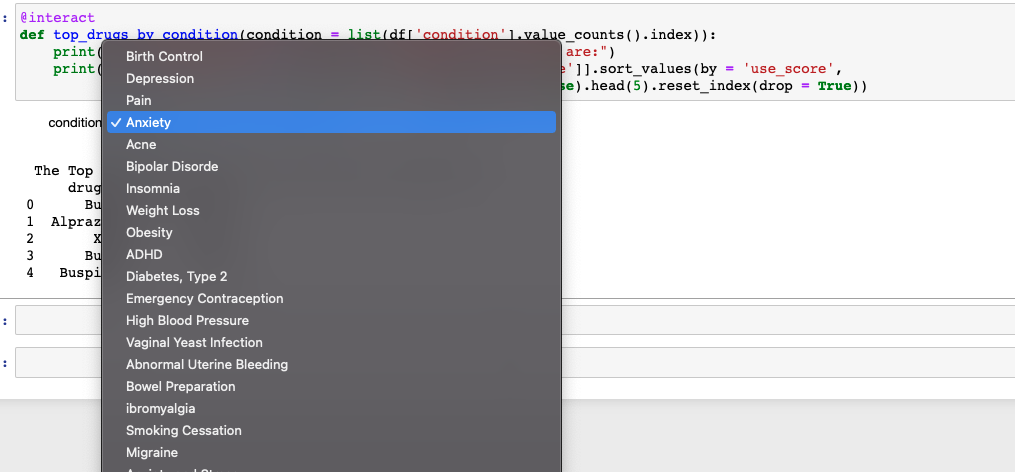 @interact
def top_drugs_by_condition(condition = list(df['condition'].value_counts().index)):
print( are:")
print( e']].sort_values(by = 'use_score',
se).head(5).reset_index(drop = True))
condition
✓ Anxiety
Birth Control
Depression
Pain
Acne
Bipolar Disorde
Insomnia
Weight Loss
Obesity
ADHD
Diabetes, Type 2
Emergency Contraception
High Blood Pressure
Vaginal Yeast Infection
Abnormal Uterine Bleeding
Bowel Preparation
ibromyalgia
Smoking Cessation
Migraine
The Top
drug
0 Bu
1 Alpraz
2 X
3 Bu
4 Buspi